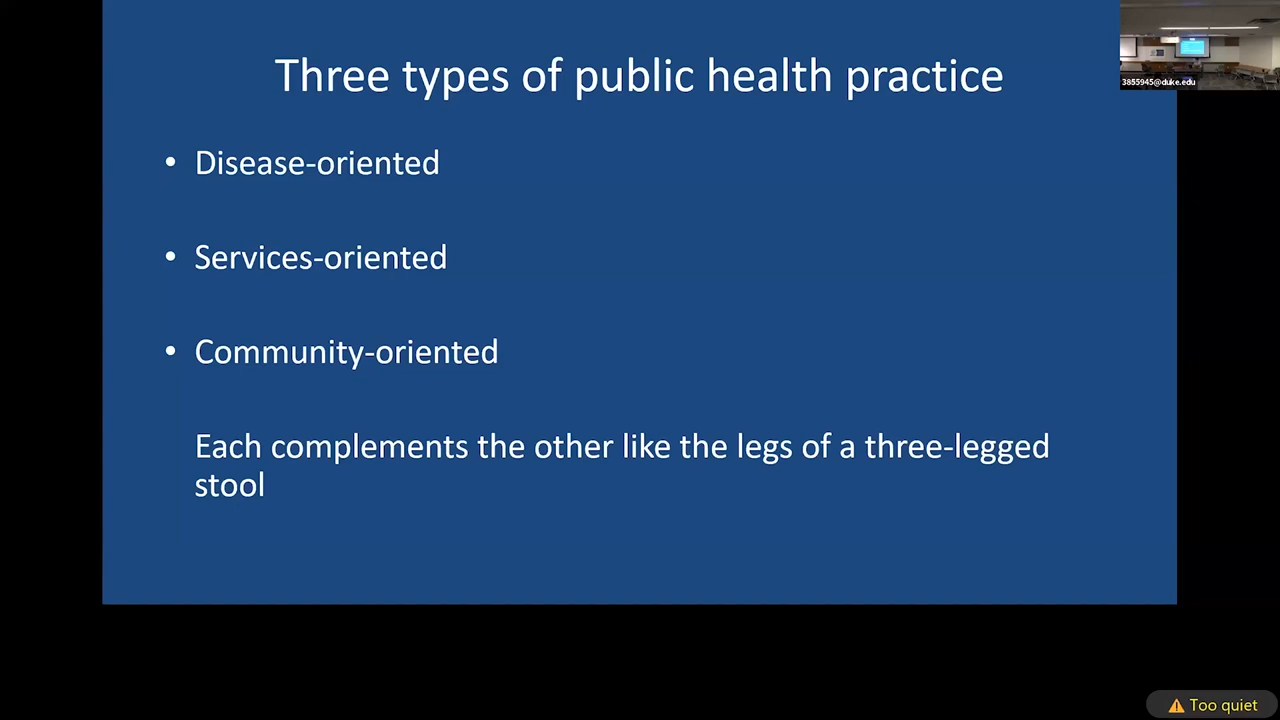 Three types of public health practice
3855945@duke.edu
• Disease-oriented
• Services-oriented
• Community-oriented
Each complements the other like the legs of a three-legged
stool
Too quiet